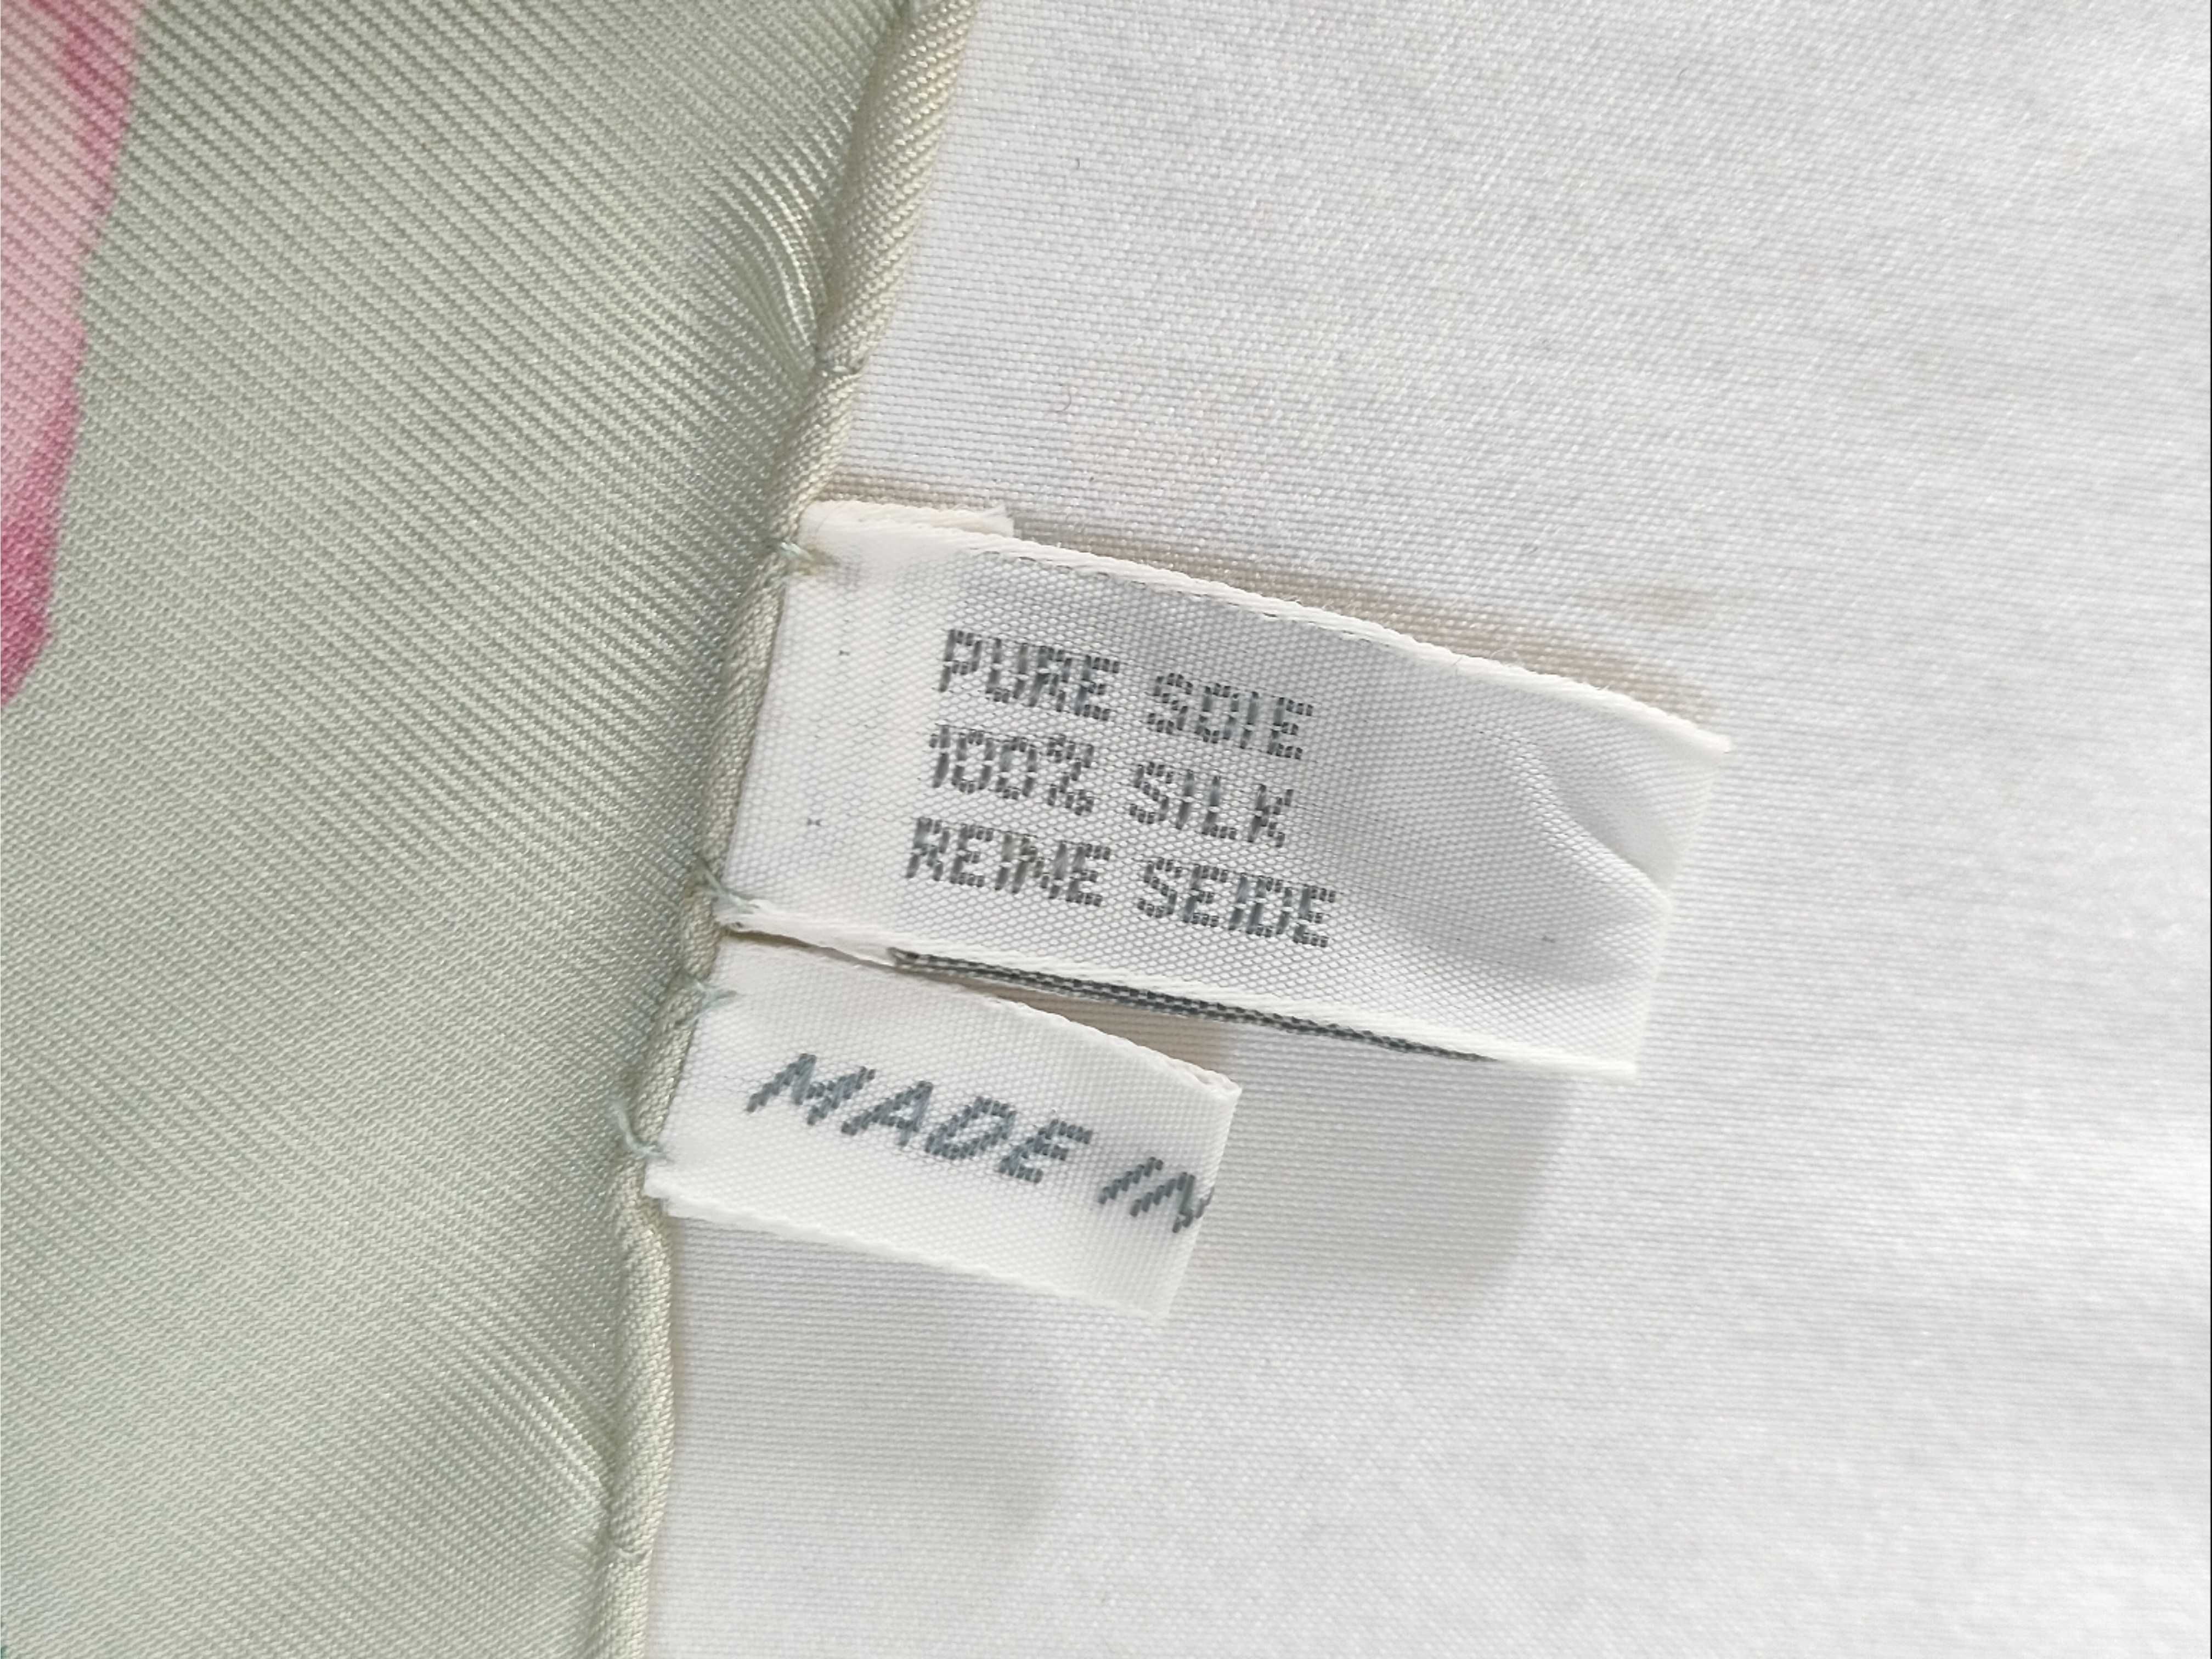 PURE SOIE
100% SILK
REINE SEIDE
MADE IN